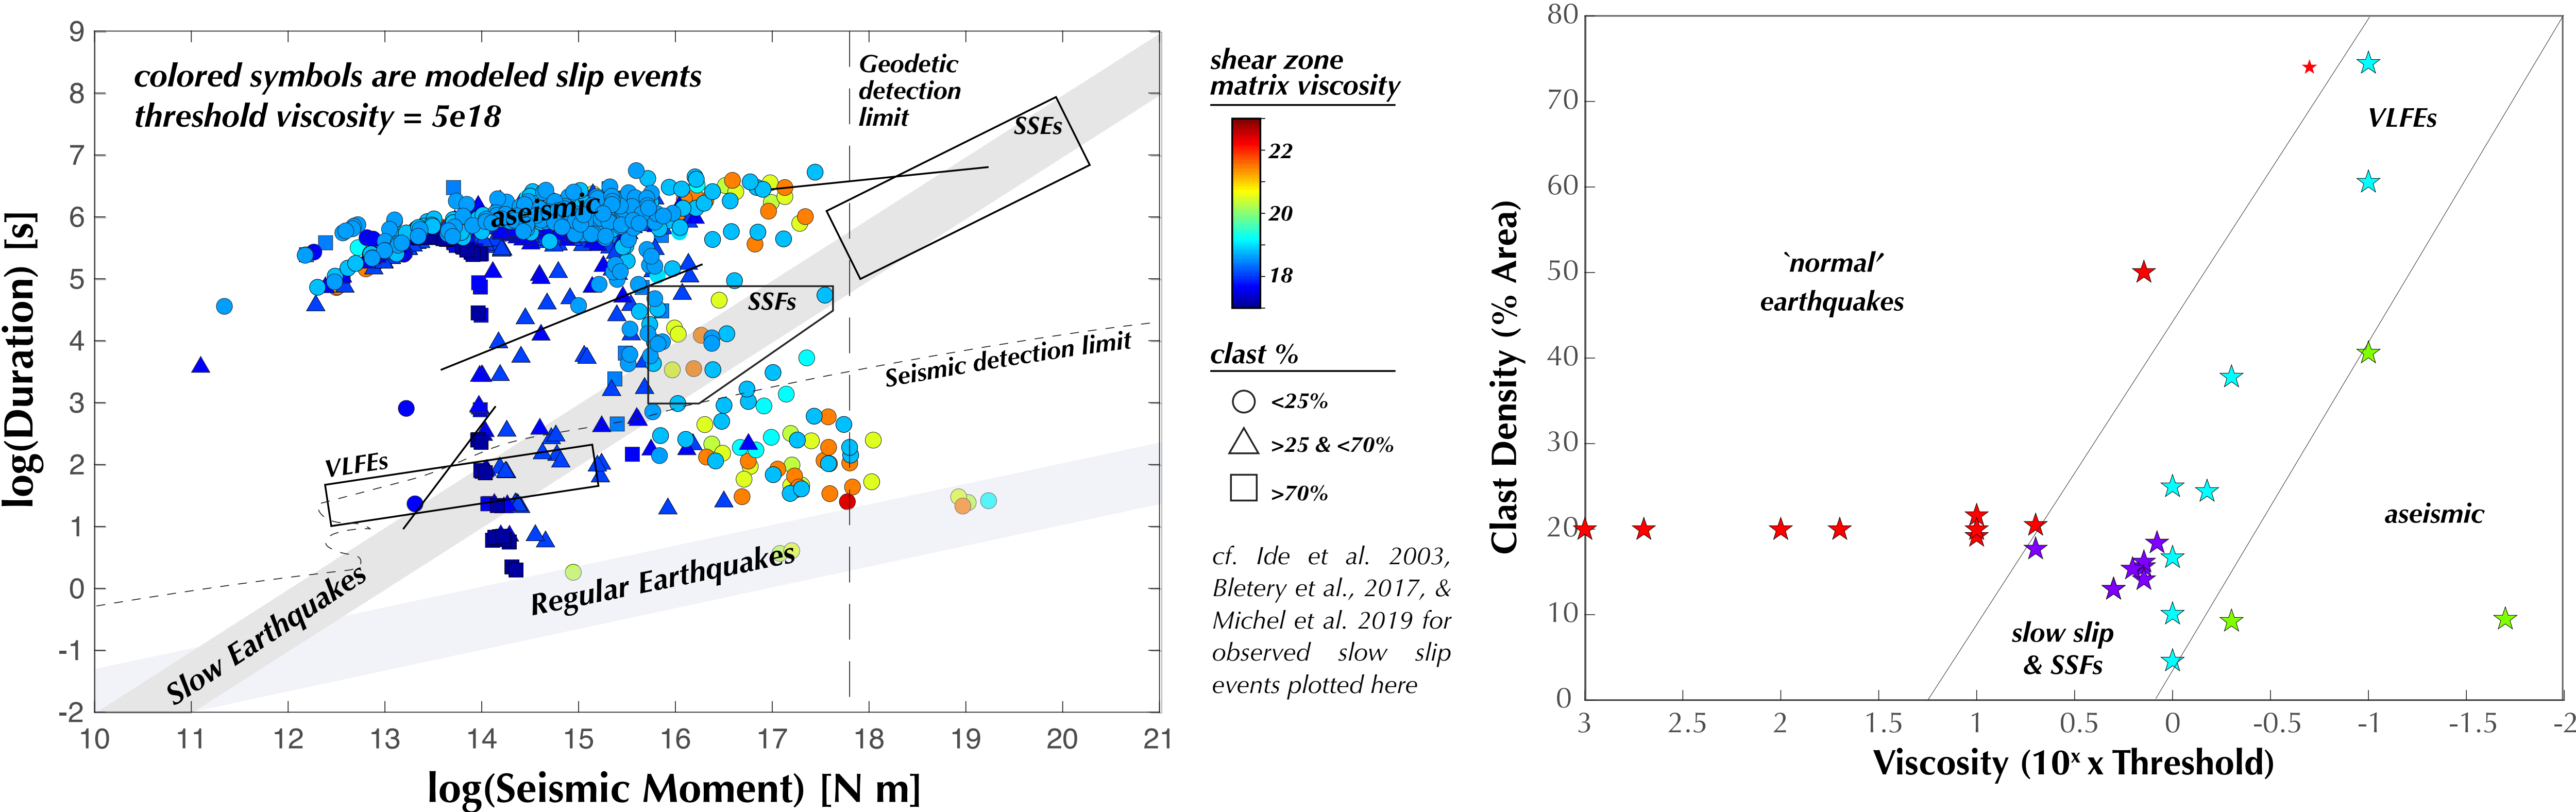 colored symbols are modeled slip events
threshold viscosity = 5e18
Geodetic
detection
limit
SSEs
aseismic
SSFs
Seismic detection limit
VLFEs
Regular Earthquakes
Slow Earthquakes
9
8
7
6
5
4
3
2
1
0
-1
-2
10
11
12
13
14
15
16
17
18
19
20
21
log(Duration) [s]
log(Seismic Moment) [N m]
shear zone
matrix viscosity
22
20
18
clast %
<25%
>25 & <70%
>70%
cf. Ide et al. 2003,
Bletery et al., 2017, &
Michel et al. 2019 for
observed slow slip
events plotted here
80
70
60
50
40
30
20
10
0
3
2.5
2
1.5
1
0.5
0
-0.5
-1
-1.5
-2
Clast Density (% Area)
Viscosity (10ˣ x Threshold)
VLFEs
`normal’
earthquakes
aseismic
slow slip
& SSFs